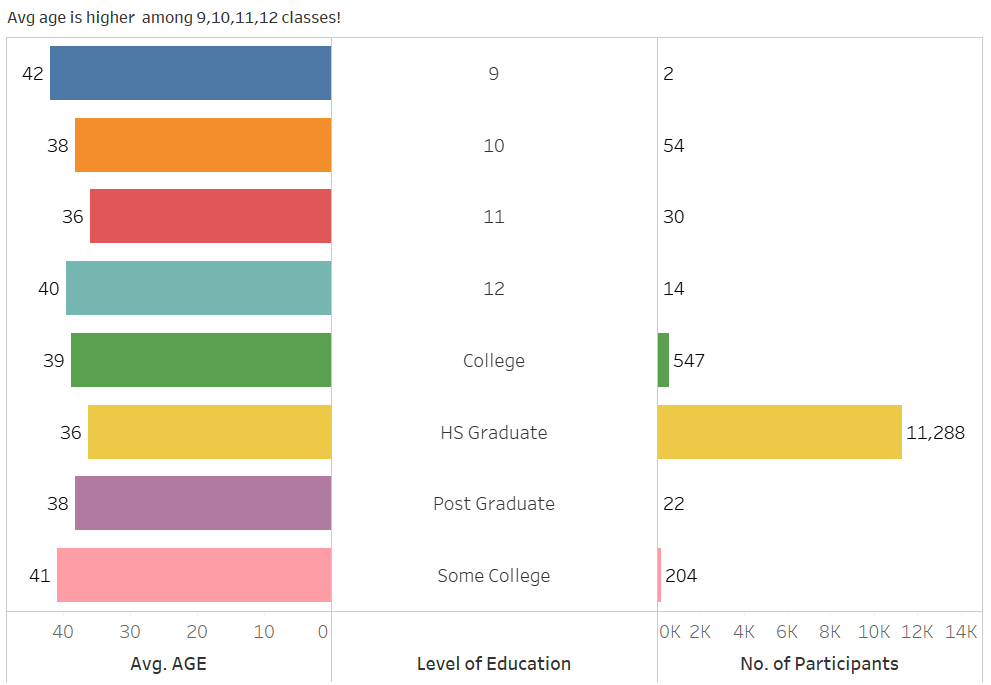 Avg age is higher  among 9,10,11,12 classes!
42 9 2
38 10 54
36 11 30
40 12 14
39 College 547
36 HS Graduate 11,288
38 Post Graduate 22
41 Some College 204
40 30 20 10 0 0K 2K 4K 6K 8K 10K 12K 14K
Avg. AGE Level of Education No. of Participants